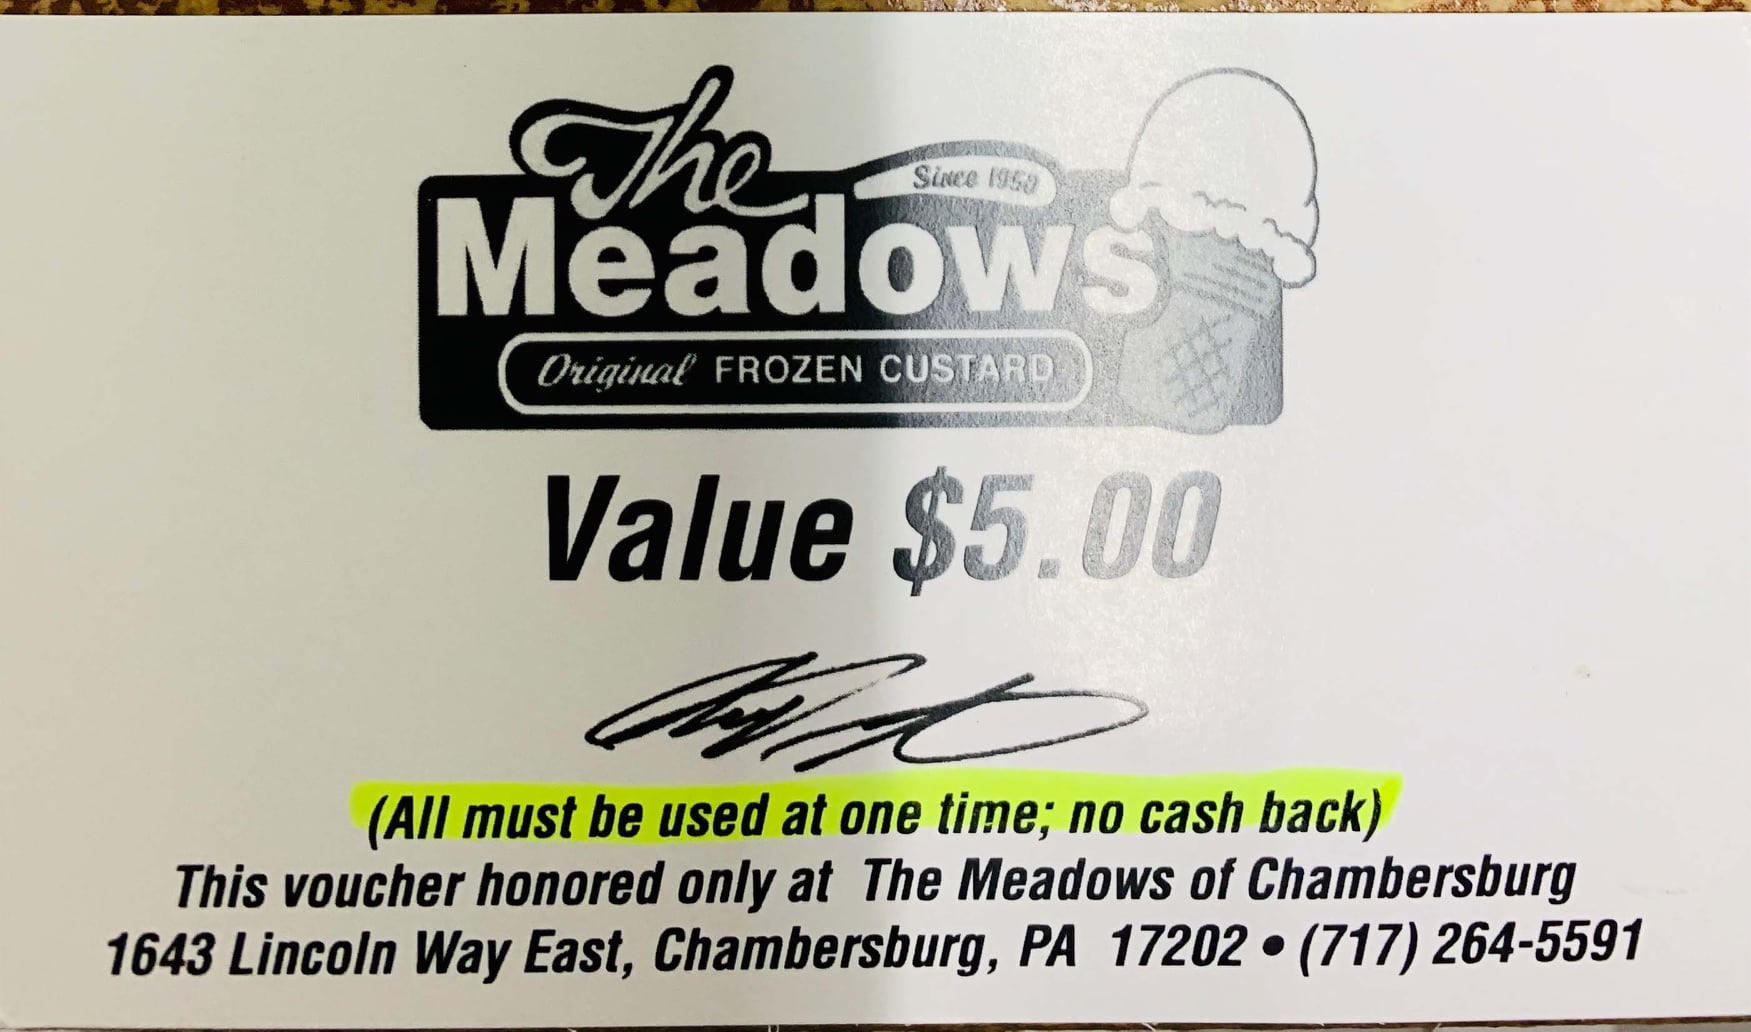 The
Since 1950
Meadows
Original FROZEN CUSTARD
Value $5.00
(All must be used at one time; no cash back)
This voucher honored only at The Meadows of Chambersburg
1643 Lincoln Way East, Chambersburg, PA 17202 • (717) 264-5591